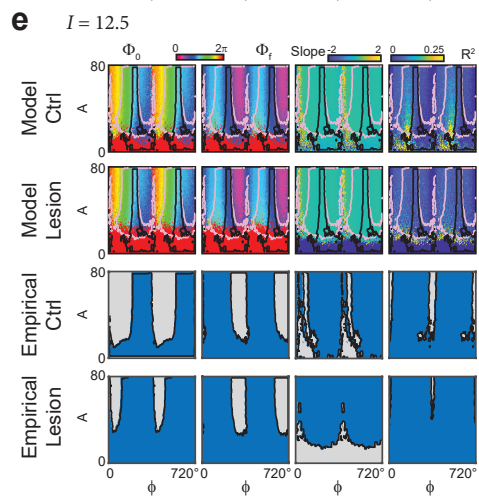 e I = 12.5
Φ₀ 0 2π Φf Slope -2 2 0 0.25 R²
Model Ctrl A 80 0
Model Lesion A 80 0
Empirical Ctrl A 80 0
Empirical Lesion A 80 0
0 720° 0 720° 0 720° 0 720°
ϕ ϕ ϕ ϕ